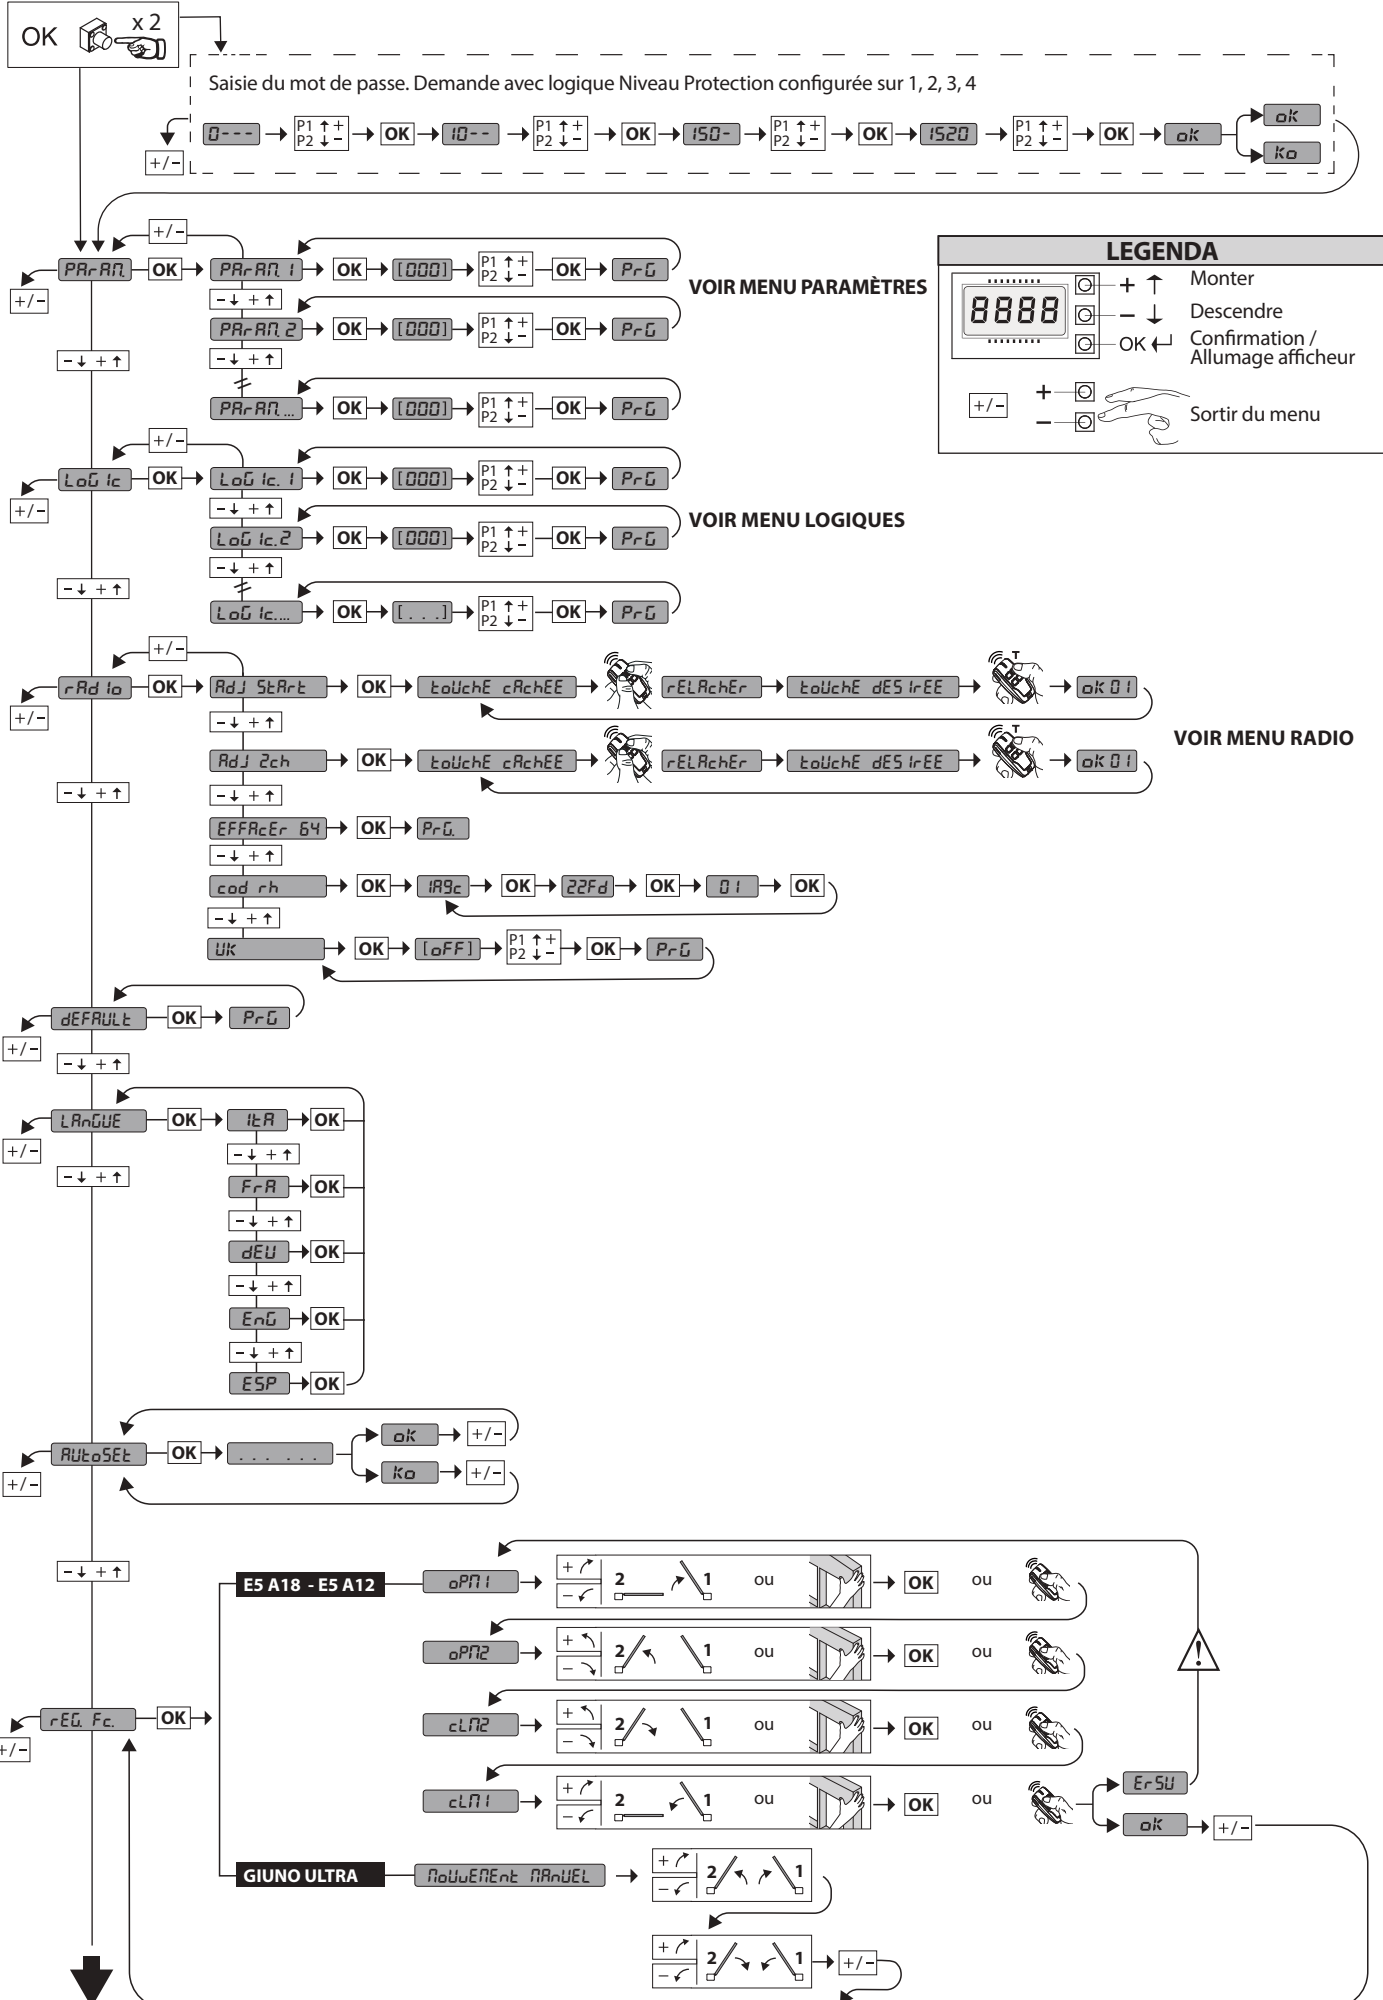 OK x 2
Saisie du mot de passe. Demande avec logique Niveau Protection configurée sur 1, 2, 3, 4
0--- P1 ↑ + P2 ↓ − OK 10-- P1 ↑ + P2 ↓ − OK 150- P1 ↑ + P2 ↓ − OK 1520 P1 ↑ + P2 ↓ − OK oK oK
Ko
+/-
+/-
PArAM. OK PArAM. 1 OK [000] P1 ↑ + P2 ↓ − OK PrG
+/-
− ↓ + ↑
VOIR MENU PARAMÈTRES
PArAM. 2 OK [000] P1 ↑ + P2 ↓ − OK PrG
− ↓ + ↑
− ↓ + ↑
PArAM. ... OK [000] P1 ↑ + P2 ↓ − OK PrG
LEGENDA
8888
+ ↑ Monter
− ↓ Descendre
OK Confirmation /
Allumage afficheur
+/- + − Sortir du menu
+/-
LoGIc OK LoGIc. 1 OK [000] P1 ↑ + P2 ↓ − OK PrG
+/-
− ↓ + ↑
VOIR MENU LOGIQUES
LoGIc.2 OK [000] P1 ↑ + P2 ↓ − OK PrG
− ↓ + ↑
− ↓ + ↑
LoGIc.... OK [...] P1 ↑ + P2 ↓ − OK PrG
+/-
rAdIo OK AdJ StArt OK toUchE cAchEE rELAchEr toUchE dESIrEE T oK 01
+/-
− ↓ + ↑
VOIR MENU RADIO
AdJ 2ch OK toUchE cAchEE rELAchEr toUchE dESIrEE T oK 01
− ↓ + ↑
− ↓ + ↑
EFFAcEr 64 OK PrG.
− ↓ + ↑
cod rh OK 1A9c OK 22Fd OK 01 OK
− ↓ + ↑
UK OK [oFF] P1 ↑ + P2 ↓ − OK PrG
dEFAULt OK PrG
+/-
− ↓ + ↑
LAnGUE OK ItA OK
+/-
− ↓ + ↑
− ↓ + ↑
FrA OK
− ↓ + ↑
dEU OK
− ↓ + ↑
EnG OK
− ↓ + ↑
ESP OK
AUtoSEt OK . . . . . . oK +/-
Ko +/-
+/-
− ↓ + ↑
E5 A18 - E5 A12 oPM1 + − 2 1 ou OK ou
oPM2 + − 2 1 ou OK ou
rEG. Fc. OK
+/-
cLM2 + − 2 1 ou OK ou
cLM1 + − 2 1 ou OK ou
!
ErSU
oK +/-
GIUNO ULTRA MoUvEMEnt MAnUEL + − 2 1
+ − 2 1 +/-